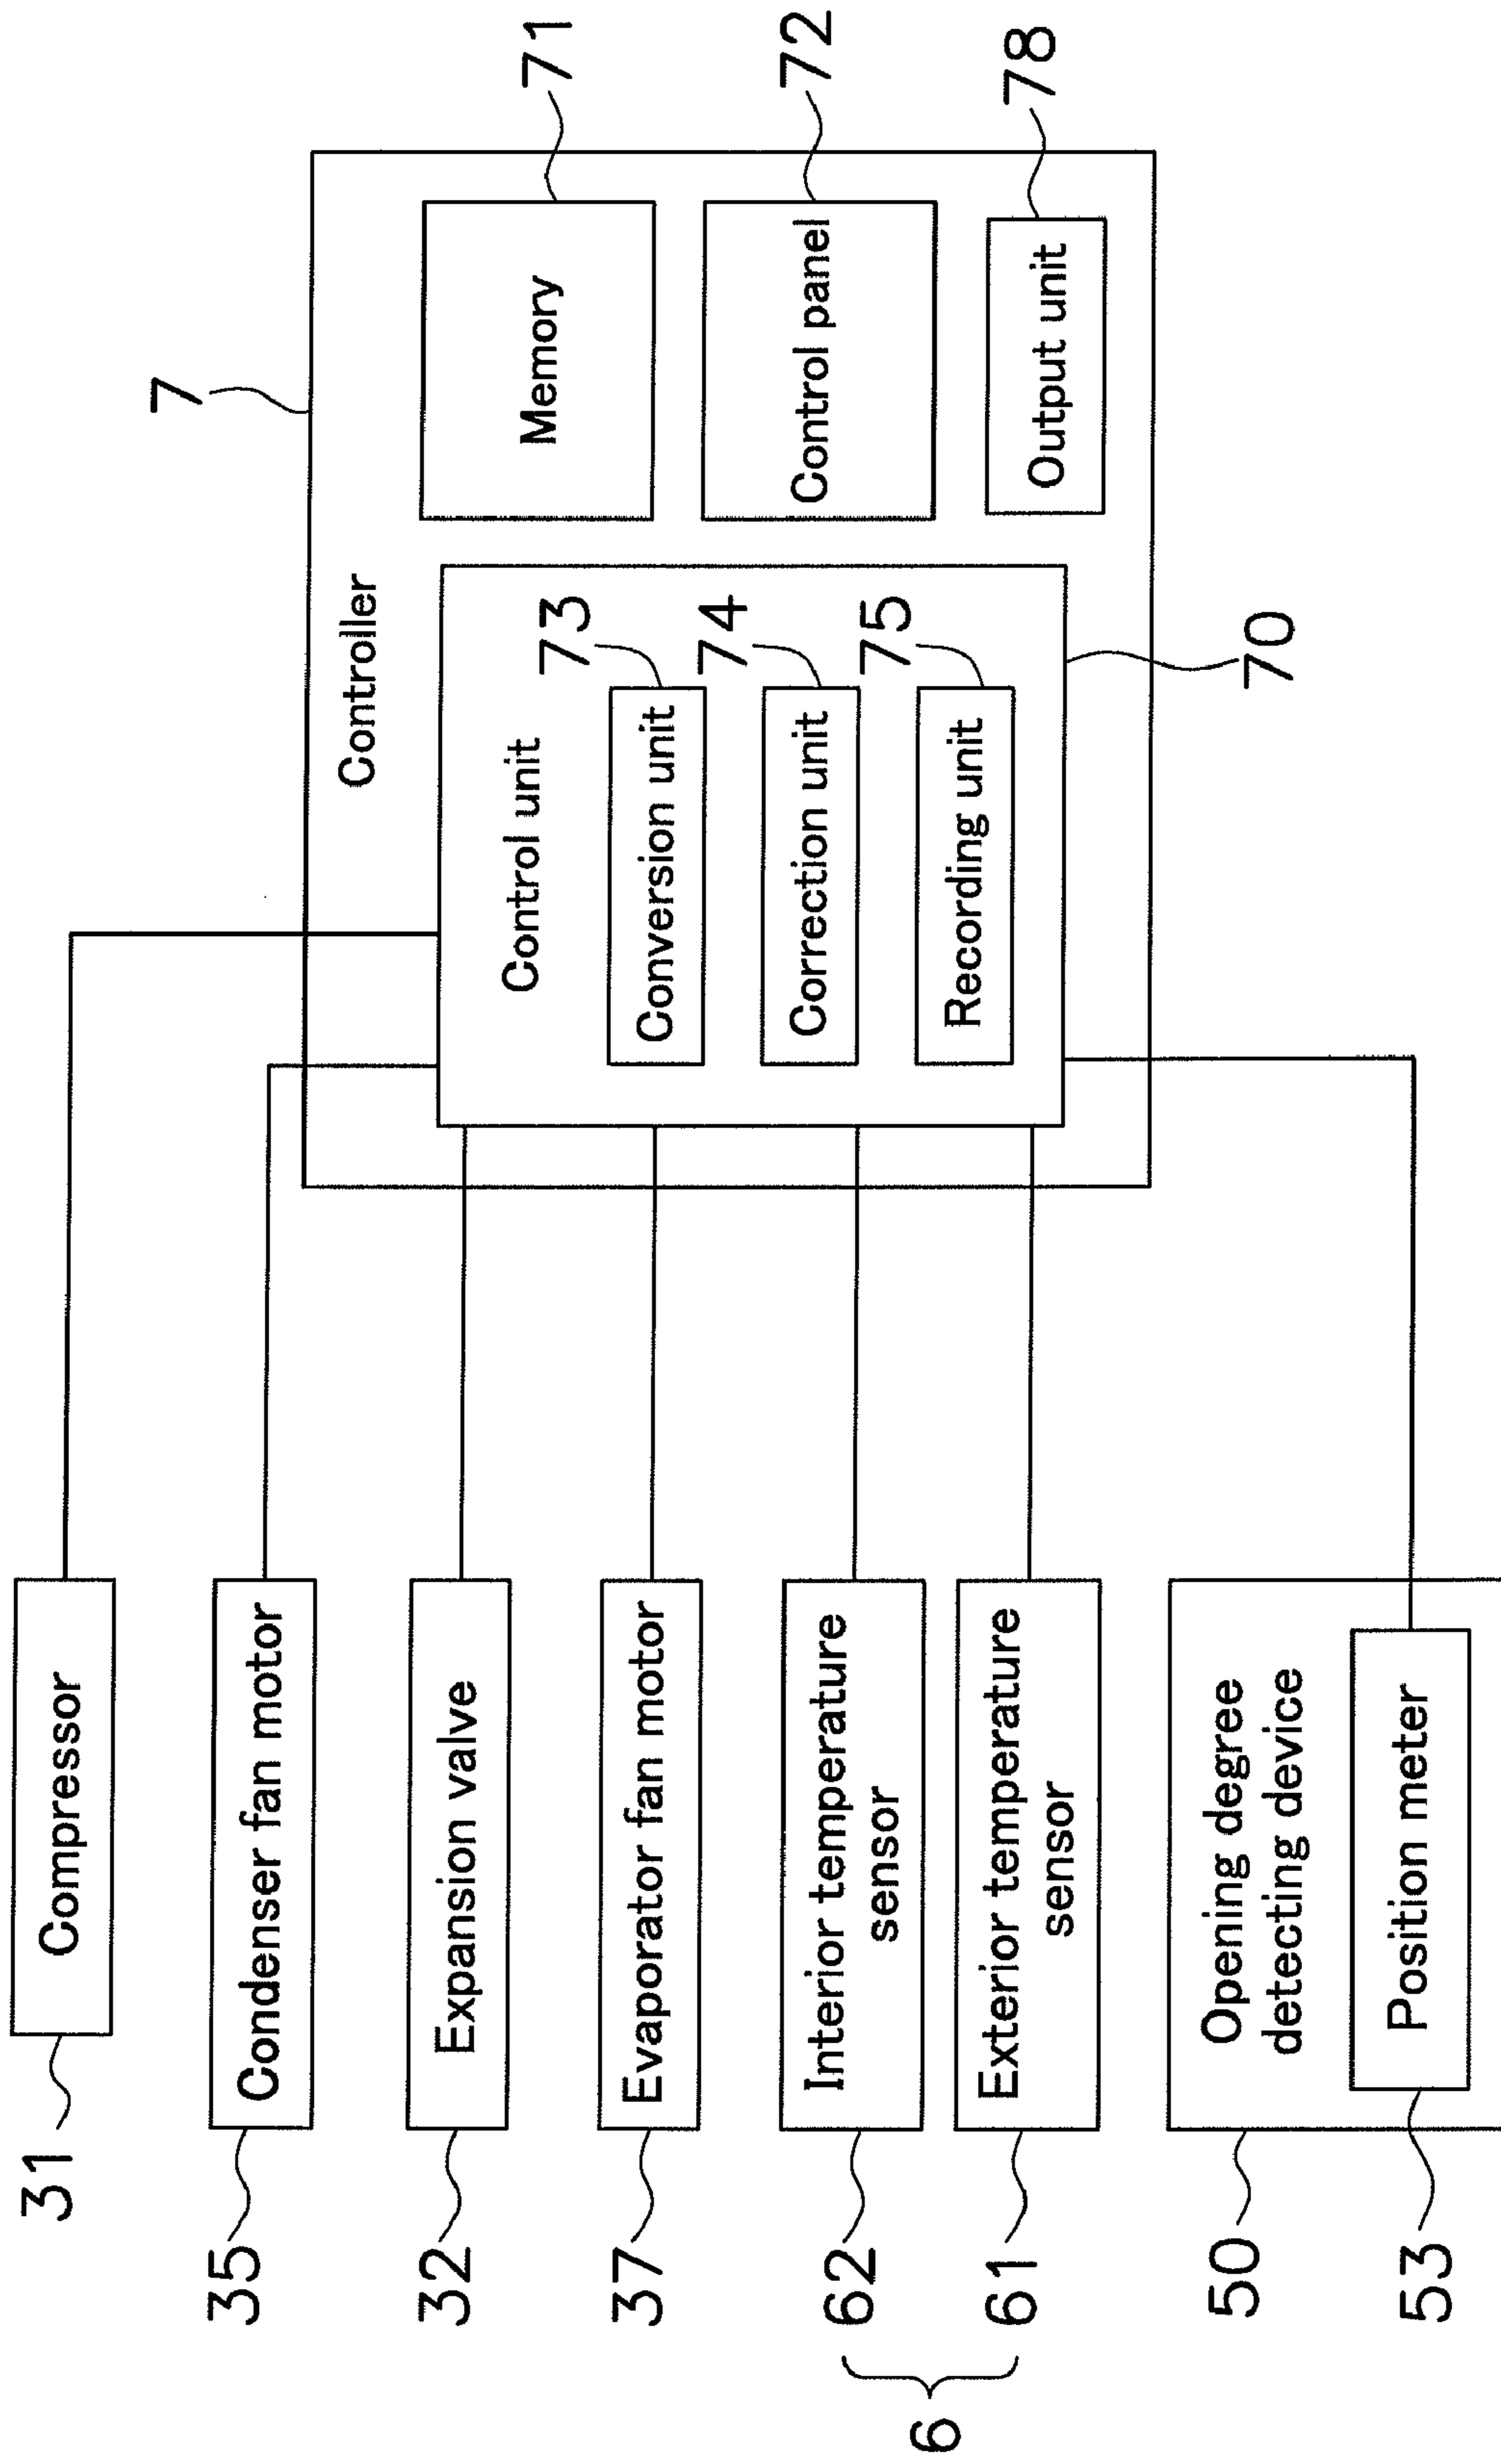 31
Compressor
35
Condenser fan motor
32
Expansion valve
37
Evaporator fan motor
6
62
Interior temperature
sensor
61
Exterior temperature
sensor
50
Opening degree
detecting device
53
Position meter
7
Controller
Control unit
73
Conversion unit
74
Correction unit
75
Recording unit
70
Memory
71
Control panel
72
Output unit
78